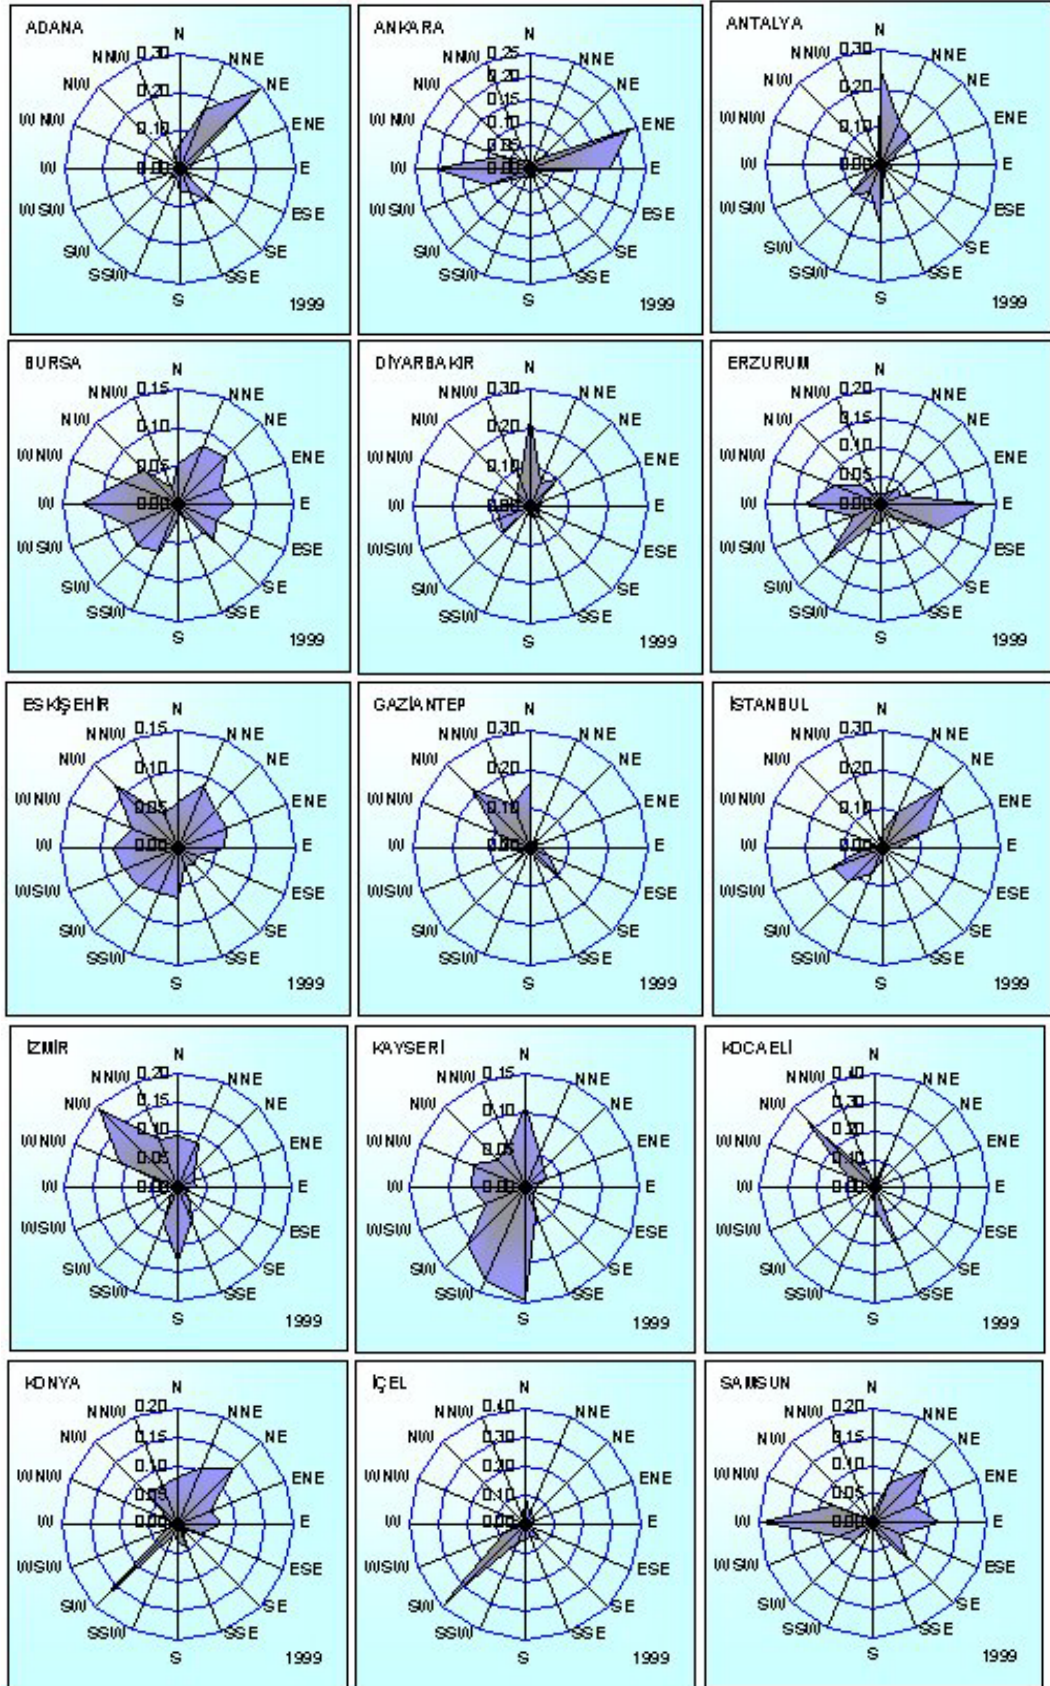 ADANA
N
NNW 0.30 NNE
NW 0.20 NE
WNW 0.10 ENE
W 0.00 E
WSW ESE
SW SE
SSW SSE
S
1999
ANKARA
N
NNW 0.25 NNE
NW 0.20 NE
0.15
WNW 0.10 ENE
0.05
W 0.00 E
WSW ESE
SW SE
SSW SSE
S
1999
ANTALYA
N
NNW 0.30 NNE
NW 0.20 NE
WNW 0.10 ENE
W 0.00 E
WSW ESE
SW SE
SSW SSE
S
1999
BURSA
N
NNW 0.15 NNE
NW 0.10 NE
WNW 0.05 ENE
W 0.00 E
WSW ESE
SW SE
SSW SSE
S
1999
DİYARBAKIR
N
NNW 0.30 NNE
NW 0.20 NE
WNW 0.10 ENE
W 0.00 E
WSW ESE
SW SE
SSW SSE
S
1999
ERZURUM
N
NNW 0.20 NNE
NW 0.15 NE
0.10
WNW 0.05 ENE
W 0.00 E
WSW ESE
SW SE
SSW SSE
S
1999
ESKİŞEHİR
N
NNW 0.15 NNE
NW 0.10 NE
WNW 0.05 ENE
W 0.00 E
WSW ESE
SW SE
SSW SSE
S
1999
GAZİANTEP
N
NNW 0.30 NNE
NW 0.20 NE
WNW 0.10 ENE
W 0.00 E
WSW ESE
SW SE
SSW SSE
S
1999
İSTANBUL
N
NNW 0.30 NNE
NW 0.20 NE
WNW 0.10 ENE
W 0.00 E
WSW ESE
SW SE
SSW SSE
S
1999
İZMİR
N
NNW 0.20 NNE
NW 0.15 NE
WNW 0.10 ENE
0.05
W 0.00 E
WSW ESE
SW SE
SSW SSE
S
1999
KAYSERİ
N
NNW 0.15 NNE
NW 0.10 NE
WNW 0.05 ENE
W 0.00 E
WSW ESE
SW SE
SSW SSE
S
1999
KOCAELİ
N
NNW 0.40 NNE
NW 0.30 NE
WNW 0.20 ENE
0.10
W 0.00 E
WSW ESE
SW SE
SSW SSE
S
1999
KONYA
N
NNW 0.20 NNE
NW 0.15 NE
WNW 0.10 ENE
0.05
W 0.00 E
WSW ESE
SW SE
SSW SSE
S
1999
İÇEL
N
NNW 0.40 NNE
NW 0.30 NE
WNW 0.20 ENE
0.10
W 0.00 E
WSW ESE
SW SE
SSW SSE
S
1999
SAMSUN
N
NNW 0.20 NNE
NW 0.15 NE
WNW 0.10 ENE
0.05
W 0.00 E
WSW ESE
SW SE
SSW SSE
S
1999